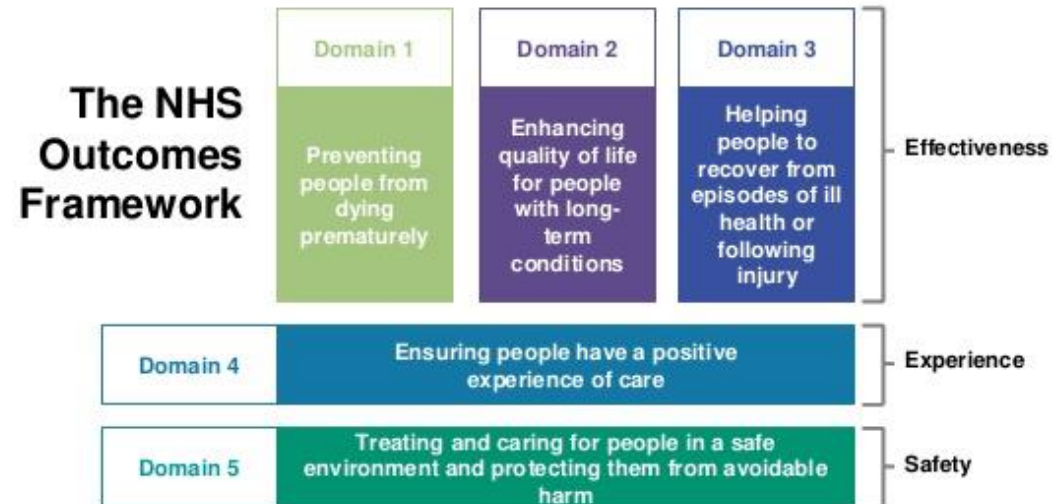 The NHS
Outcomes
Framework
Domain 1
Preventing
people from
dying
prematurely
Domain 2
Enhancing
quality of life
for people
with long-
term
conditions
Domain 3
Helping
people to
recover from
episodes of ill
health or
following
injury
Effectiveness
Domain 4
Ensuring people have a positive
experience of care
Experience
Domain 5
Treating and caring for people in a safe
environment and protecting them from avoidable
harm
Safety